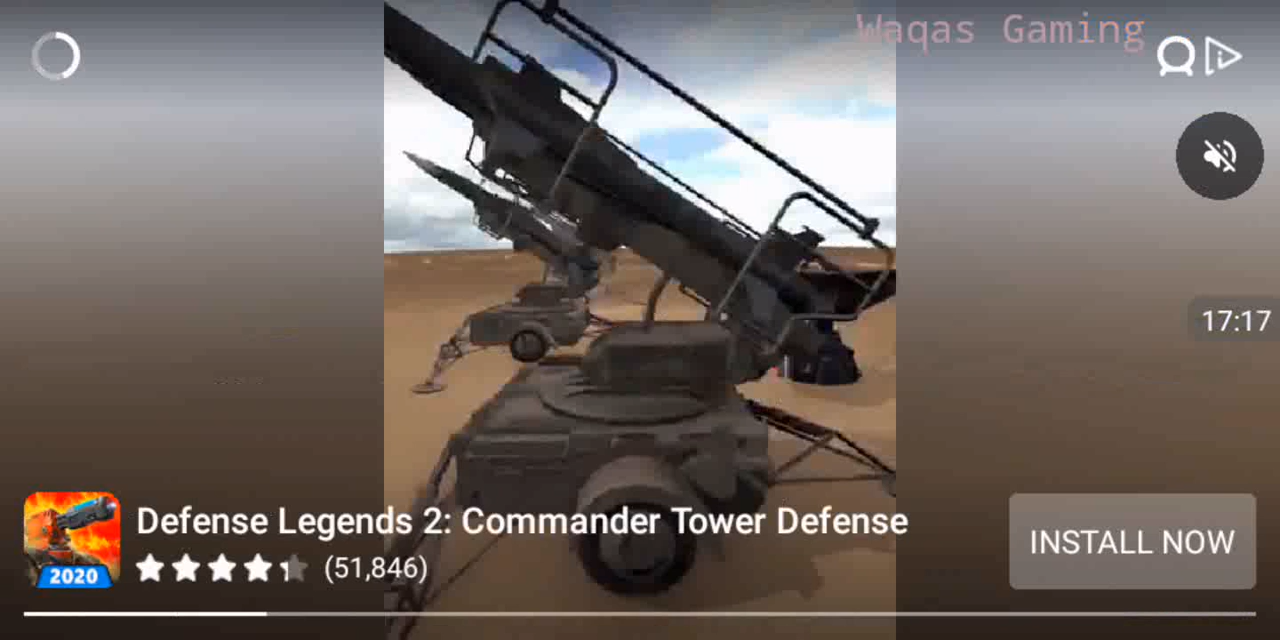 Waqas Gaming
17:17
Defense Legends 2: Commander Tower Defense
(51,846)
INSTALL NOW
2020